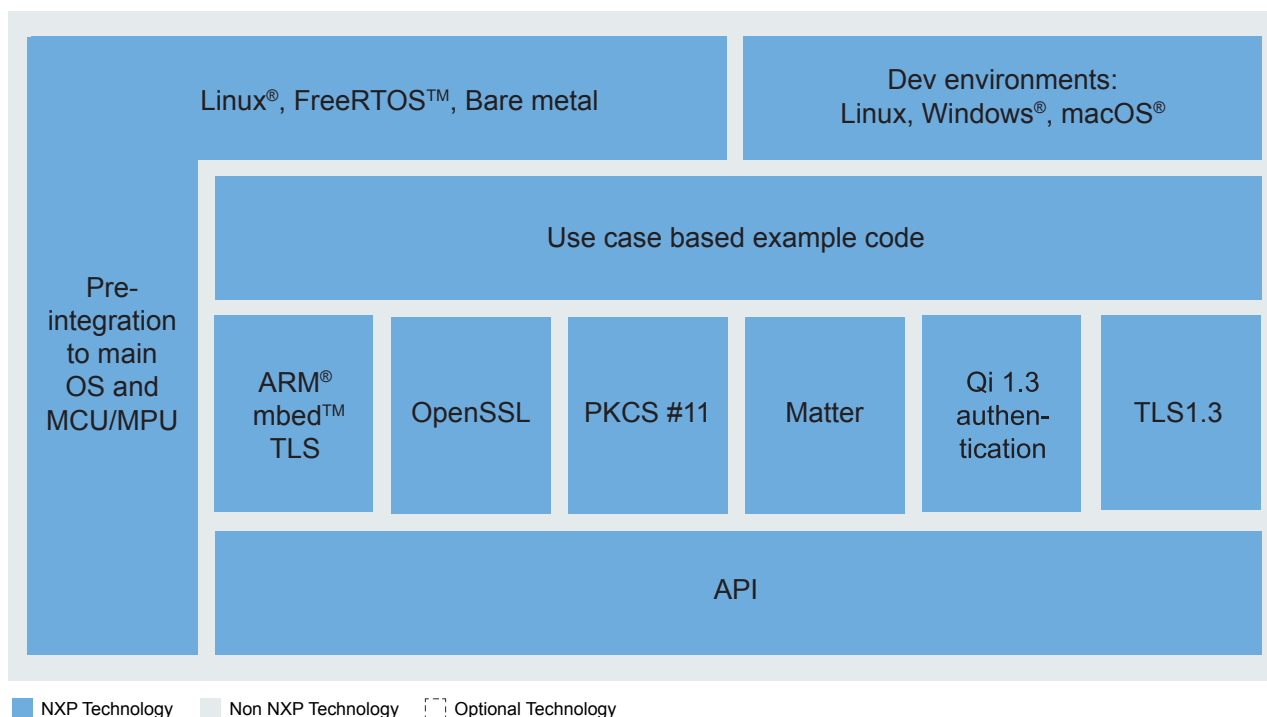 Linux®, FreeRTOS™, Bare metal
Dev environments:
Linux, Windows®, macOS®
Use case based example code
Pre-
integration
to main
OS and
MCU/MPU
ARM®
mbed™
TLS
OpenSSL
PKCS #11
Matter
Qi 1.3
authen-
tication
TLS1.3
API
NXP Technology
Non NXP Technology
Optional Technology